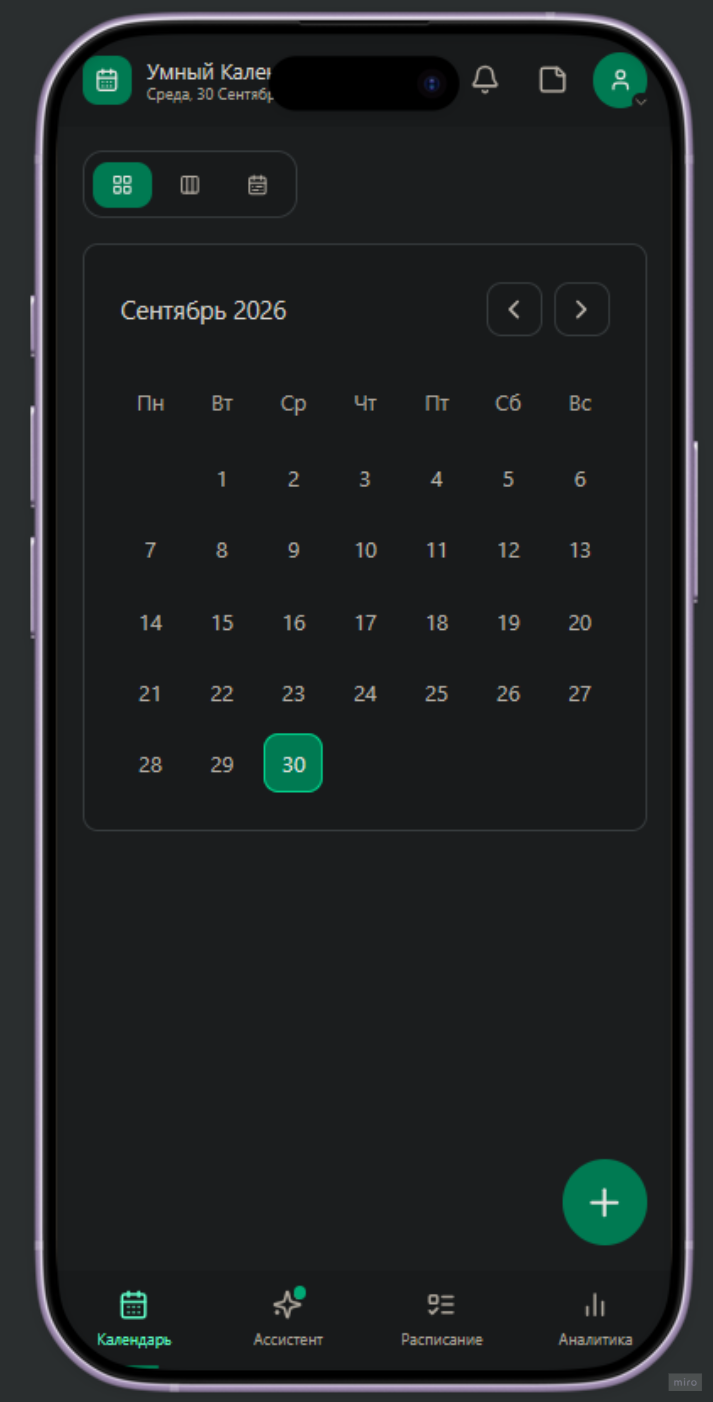 Умный Кален
Среда, 30 Сентябр
Сентябрь 2026
Пн Вт Ср Чт Пт Сб Вс
1 2 3 4 5 6
7 8 9 10 11 12 13
14 15 16 17 18 19 20
21 22 23 24 25 26 27
28 29 30
Календарь Ассистент Расписание Аналитика
miro